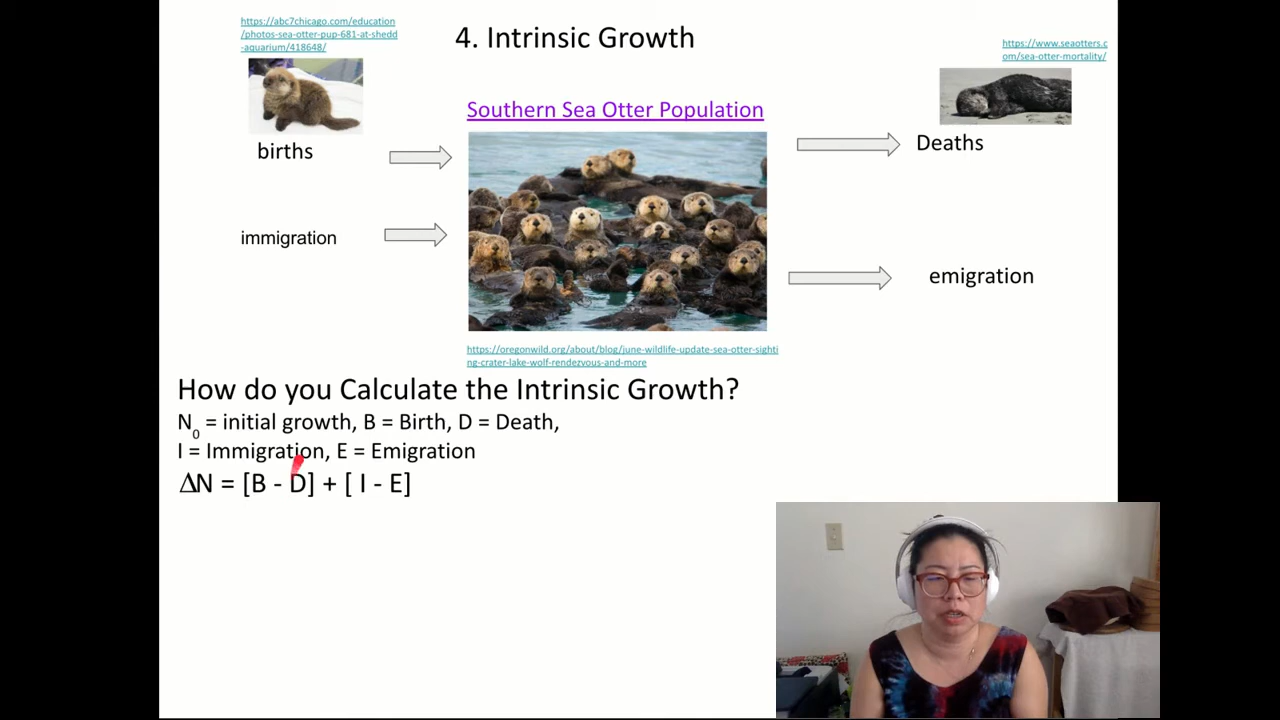 https://abc7chicago.com/education
/photos-sea-otter-pup-681-at-shedd
-aquarium/418648/
4. Intrinsic Growth
https://www.seaotters.c
om/sea-otter-mortality/
Southern Sea Otter Population
births
Deaths
immigration
emigration
https://oregonwild.org/about/blog/june-wildlife-update-sea-otter-sighti
ng-crater-lake-wolf-rendezvous-and-more
How do you Calculate the Intrinsic Growth?
N₀ = initial growth, B = Birth, D = Death,
I = Immigration, E = Emigration
ΔN = [B - D] + [ I - E]